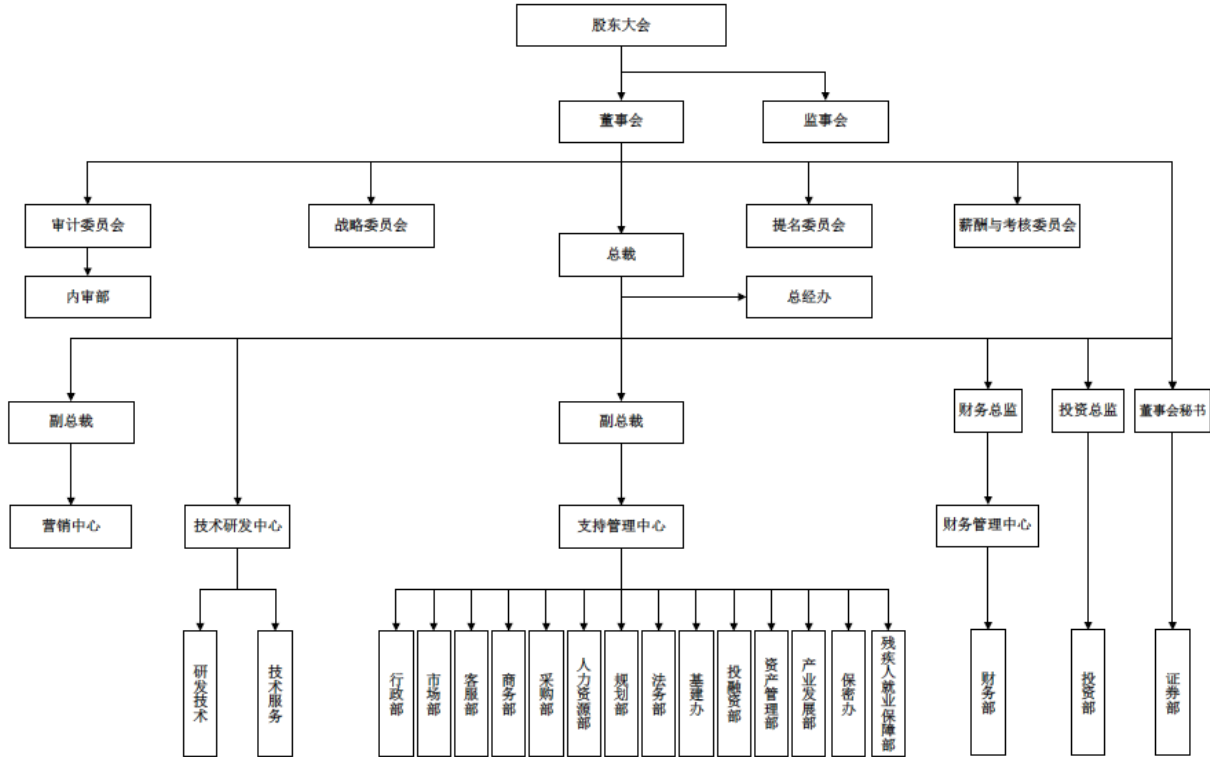 股东大会
董事会
监事会
审计委员会
战略委员会
提名委员会
薪酬与考核委员会
总裁
内审部
总经办
副总裁
副总裁
财务总监
投资总监
董事会秘书
营销中心
技术研发中心
支持管理中心
财务管理中心
研发技术
技术服务
行政部
市场部
客服部
商务部
采购部
人力资源部
规划部
法务部
基建办
投融资部
资产管理部
产业发展部
保密办
残疾人就业保障部
财务部
投资部
证券部